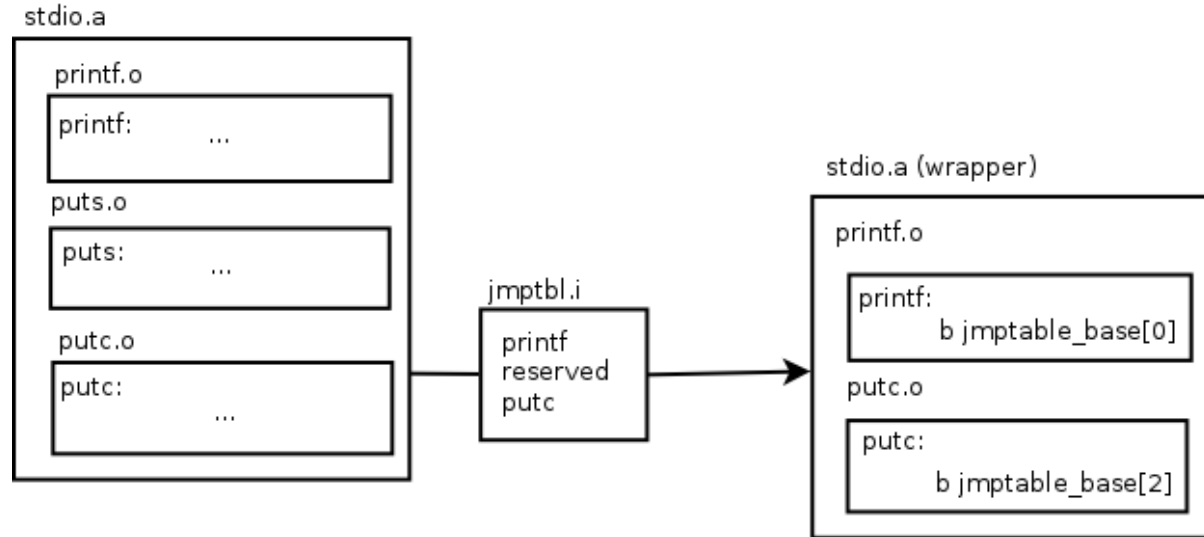 stdio.a
printf.o
printf:
...
puts.o
puts:
...
putc.o
putc:
...
jmptbl.i
printf
reserved
putc
stdio.a (wrapper)
printf.o
printf:
b jmptable_base[0]
putc.o
putc:
b jmptable_base[2]